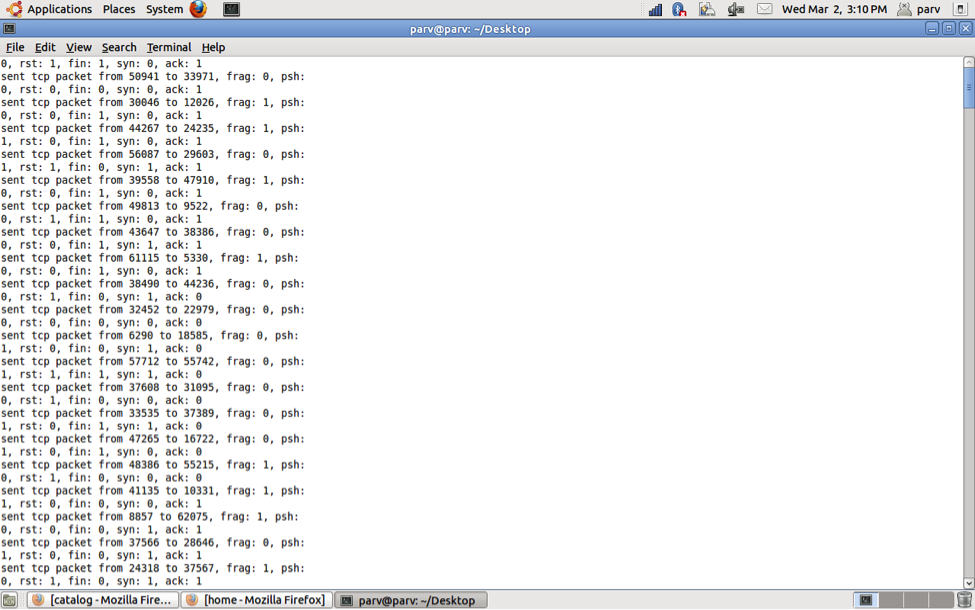 Applications Places System
Wed Mar 2, 3:10 PM parv
parv@parv: ~/Desktop
File Edit View Search Terminal Help
0, rst: 1, fin: 1, syn: 0, ack: 1
sent tcp packet from 50941 to 33971, frag: 0, psh:
0, rst: 0, fin: 0, syn: 0, ack: 1
sent tcp packet from 30046 to 12026, frag: 1, psh:
0, rst: 0, fin: 1, syn: 0, ack: 1
sent tcp packet from 44267 to 24235, frag: 1, psh:
1, rst: 0, fin: 1, syn: 0, ack: 1
sent tcp packet from 56087 to 29603, frag: 0, psh:
1, rst: 1, fin: 0, syn: 1, ack: 1
sent tcp packet from 39558 to 47910, frag: 1, psh:
0, rst: 0, fin: 1, syn: 0, ack: 1
sent tcp packet from 49813 to 9522, frag: 0, psh:
0, rst: 1, fin: 1, syn: 0, ack: 1
sent tcp packet from 43647 to 38386, frag: 0, psh:
0, rst: 0, fin: 1, syn: 1, ack: 1
sent tcp packet from 61115 to 5330, frag: 1, psh:
0, rst: 0, fin: 1, syn: 0, ack: 1
sent tcp packet from 38490 to 44236, frag: 0, psh:
0, rst: 1, fin: 0, syn: 1, ack: 0
sent tcp packet from 32452 to 22979, frag: 0, psh:
0, rst: 0, fin: 0, syn: 0, ack: 0
sent tcp packet from 6290 to 18585, frag: 0, psh:
1, rst: 0, fin: 0, syn: 1, ack: 0
sent tcp packet from 57712 to 55742, frag: 0, psh:
1, rst: 1, fin: 1, syn: 1, ack: 0
sent tcp packet from 37608 to 31095, frag: 0, psh:
0, rst: 1, fin: 0, syn: 0, ack: 0
sent tcp packet from 33535 to 37389, frag: 0, psh:
1, rst: 0, fin: 0, syn: 1, ack: 0
sent tcp packet from 47265 to 16722, frag: 0, psh:
1, rst: 0, fin: 1, syn: 0, ack: 0
sent tcp packet from 48386 to 55215, frag: 1, psh:
0, rst: 1, fin: 0, syn: 0, ack: 0
sent tcp packet from 41135 to 10331, frag: 1, psh:
1, rst: 0, fin: 0, syn: 0, ack: 1
sent tcp packet from 8857 to 62075, frag: 1, psh:
0, rst: 0, fin: 0, syn: 1, ack: 1
sent tcp packet from 37566 to 28646, frag: 0, psh:
1, rst: 0, fin: 0, syn: 1, ack: 1
sent tcp packet from 24318 to 37567, frag: 1, psh:
0, rst: 1, fin: 0, syn: 1, ack: 1
[catalog - Mozilla Fire... [home - Mozilla Firefox] parv@parv: ~/Desktop